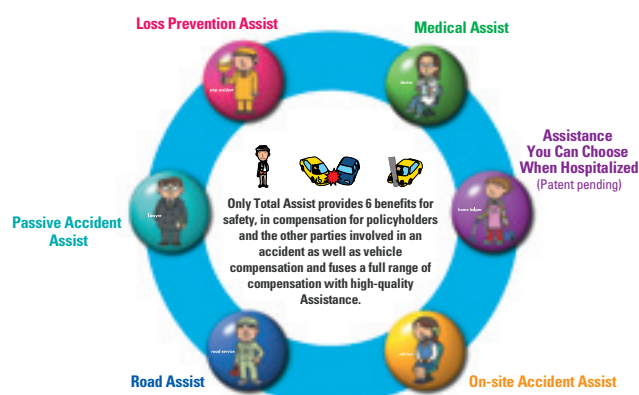 Loss Prevention Assist
Medical Assist
doctor
Assistance
You Can Choose
When Hospitalized
(Patent pending)
home helper
Passive Accident
Assist
lawyer
Only Total Assist provides 6 benefits for
safety, in compensation for policyholders
and the other parties involved in an
accident as well as vehicle
compensation and fuses a full range of
compensation with high-quality
Assistance.
road service
Road Assist
On-site Accident Assist